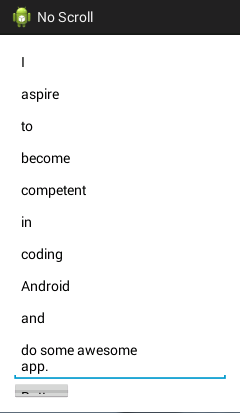 No Scroll
I
aspire
to
become
competent
in
coding
Android
and
do some awesome
app.